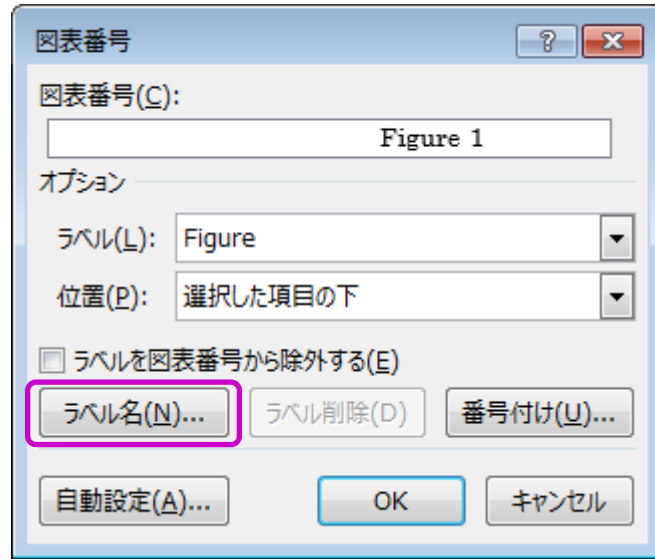 図表番号
図表番号(C):
Figure 1
オプション
ラベル(L): Figure
位置(P): 選択した項目の下
ラベルを図表番号から除外する(E)
ラベル名(N)... ラベル削除(D) 番号付け(U)...
自動設定(A)... OK キャンセル